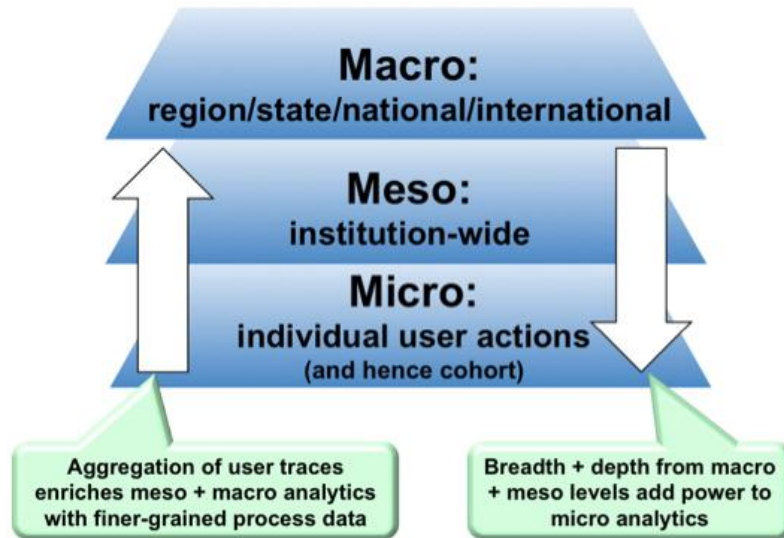 Macro:
region/state/national/international
Meso:
institution-wide
Micro:
individual user actions
(and hence cohort)
Aggregation of user traces
enriches meso + macro analytics
with finer-grained process data
Breadth + depth from macro
+ meso levels add power to
micro analytics